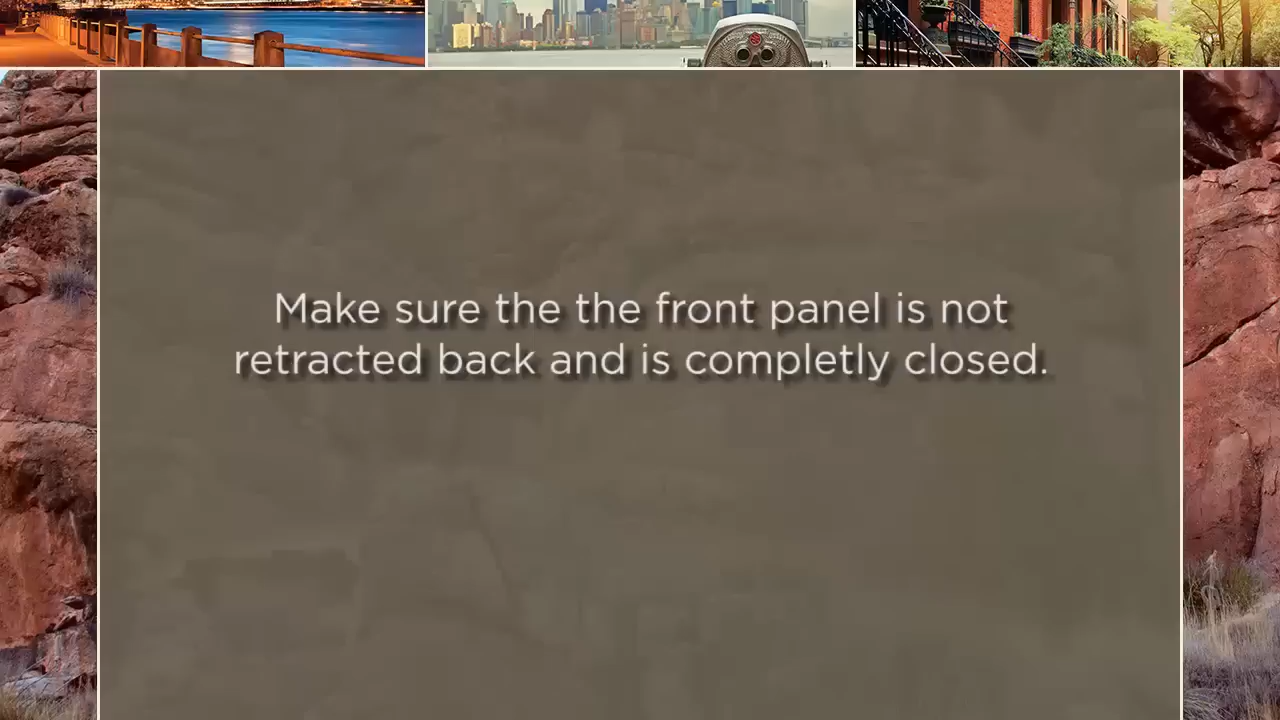 Make sure the the front panel is not
retracted back and is completly closed.